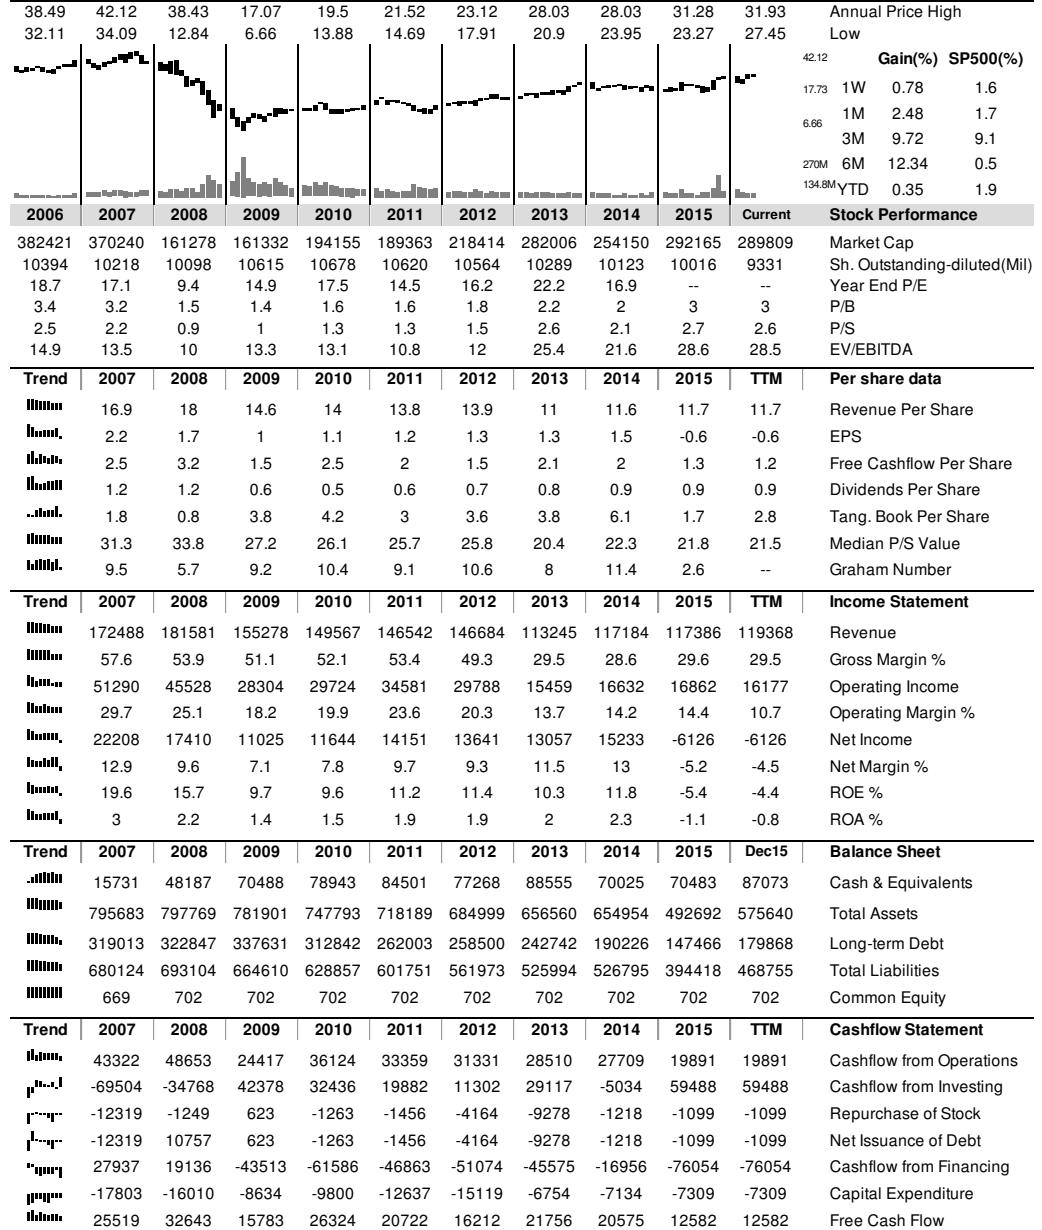 38.49 42.12 38.43 17.07 19.5 21.52 23.12 28.03 28.03 31.28 31.93 Annual Price High
32.11 34.09 12.84 6.66 13.88 14.69 17.91 20.9 23.95 23.27 27.45 Low
42.12 Gain(%) SP500(%)
17.73 1W 0.78 1.6
1M 2.48 1.7
6.66
3M 9.72 9.1
270M 6M 12.34 0.5
134.8M YTD 0.35 1.9
2006 2007 2008 2009 2010 2011 2012 2013 2014 2015 Current Stock Performance
382421 370240 161278 161332 194155 189363 218414 282006 254150 292165 289809 Market Cap
10394 10218 10098 10615 10678 10620 10564 10289 10123 10016 9331 Sh. Outstanding-diluted(Mil)
18.7 17.1 9.4 14.9 17.5 14.5 16.2 22.2 16.9 -- -- Year End P/E
3.4 3.2 1.5 1.4 1.6 1.6 1.8 2.2 2 3 3 P/B
2.5 2.2 0.9 1 1.3 1.3 1.5 2.6 2.1 2.7 2.6 P/S
14.9 13.5 10 13.3 13.1 10.8 12 25.4 21.6 28.6 28.5 EV/EBITDA
Trend 2007 2008 2009 2010 2011 2012 2013 2014 2015 TTM Per share data
16.9 18 14.6 14 13.8 13.9 11 11.6 11.7 11.7 Revenue Per Share
2.2 1.7 1 1.1 1.2 1.3 1.3 1.5 -0.6 -0.6 EPS
2.5 3.2 1.5 2.5 2 1.5 2.1 2 1.3 1.2 Free Cashflow Per Share
1.2 1.2 0.6 0.5 0.6 0.7 0.8 0.9 0.9 0.9 Dividends Per Share
1.8 0.8 3.8 4.2 3 3.6 3.8 6.1 1.7 2.8 Tang. Book Per Share
31.3 33.8 27.2 26.1 25.7 25.8 20.4 22.3 21.8 21.5 Median P/S Value
9.5 5.7 9.2 10.4 9.1 10.6 8 11.4 2.6 -- Graham Number
Trend 2007 2008 2009 2010 2011 2012 2013 2014 2015 TTM Income Statement
172488 181581 155278 149567 146542 146684 113245 117184 117386 119368 Revenue
57.6 53.9 51.1 52.1 53.4 49.3 29.5 28.6 29.6 29.5 Gross Margin %
51290 45528 28304 29724 34581 29788 15459 16632 16862 16177 Operating Income
29.7 25.1 18.2 19.9 23.6 20.3 13.7 14.2 14.4 10.7 Operating Margin %
22208 17410 11025 11644 14151 13641 13057 15233 -6126 -6126 Net Income
12.9 9.6 7.1 7.8 9.7 9.3 11.5 13 -5.2 -4.5 Net Margin %
19.6 15.7 9.7 9.6 11.2 11.4 10.3 11.8 -5.4 -4.4 ROE %
3 2.2 1.4 1.5 1.9 1.9 2 2.3 -1.1 -0.8 ROA %
Trend 2007 2008 2009 2010 2011 2012 2013 2014 2015 Dec15 Balance Sheet
15731 48187 70488 78943 84501 77268 88555 70025 70483 87073 Cash & Equivalents
795683 797769 781901 747793 718189 684999 656560 654954 492692 575640 Total Assets
319013 322847 337631 312842 262003 258500 242742 190226 147466 179868 Long-term Debt
680124 693104 664610 628857 601751 561973 525994 526795 394418 468755 Total Liabilities
669 702 702 702 702 702 702 702 702 702 Common Equity
Trend 2007 2008 2009 2010 2011 2012 2013 2014 2015 TTM Cashflow Statement
43322 48653 24417 36124 33359 31331 28510 27709 19891 19891 Cashflow from Operations
-69504 -34768 42378 32436 19882 11302 29117 -5034 59488 59488 Cashflow from Investing
-12319 -1249 623 -1263 -1456 -4164 -9278 -1218 -1099 -1099 Repurchase of Stock
-12319 10757 623 -1263 -1456 -4164 -9278 -1218 -1099 -1099 Net Issuance of Debt
27937 19136 -43513 -61586 -46863 -51074 -45575 -16956 -76054 -76054 Cashflow from Financing
-17803 -16010 -8634 -9800 -12637 -15119 -6754 -7134 -7309 -7309 Capital Expenditure
25519 32643 15783 26324 20722 16212 21756 20575 12582 12582 Free Cash Flow